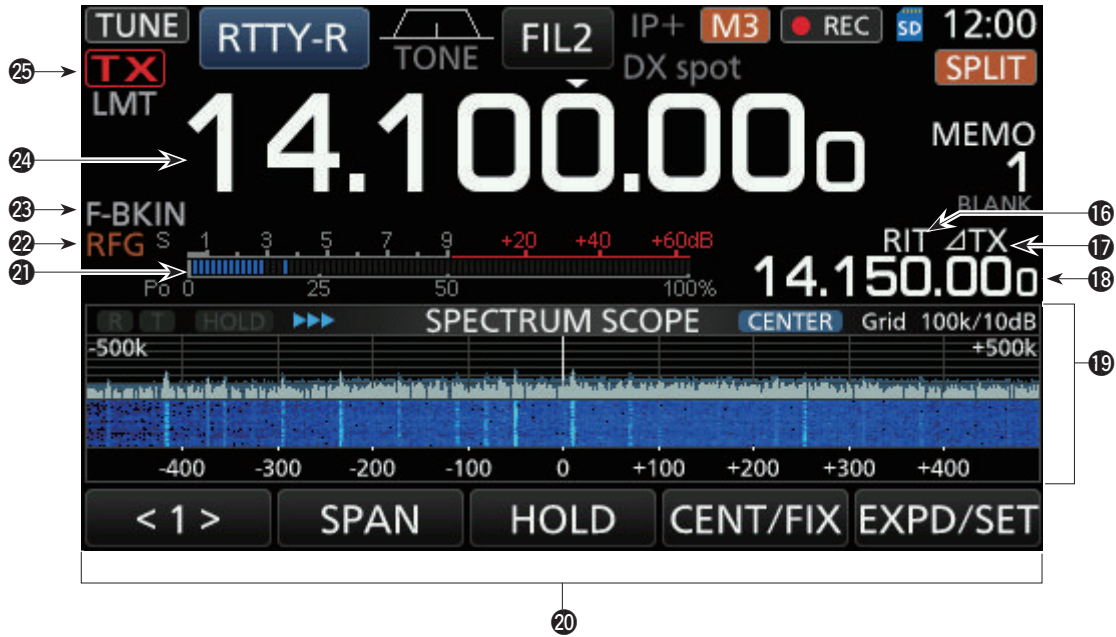 TUNE RTTY-R TONE FIL2 IP+ M3 REC SD 12:00
㉕ TX DX spot SPLIT
LMT
㉔ 14.100.000 MEMO
1
㉓ F-BKIN BLANK ⑯
㉒ RFG S 1 3 5 7 9 +20 +40 +60dB RIT ⊿TX ⑰
㉑ Po 0 25 50 100% 14.150.000 ⑱
R T HOLD SPECTRUM SCOPE CENTER Grid 100k/10dB
-500k +500k
⑲
-400 -300 -200 -100 0 +100 +200 +300 +400
< 1 > SPAN HOLD CENT/FIX EXPD/SET
⑳